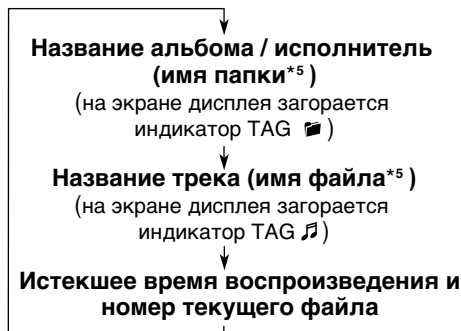 Название альбома / исполнитель
(имя папки*5 )
(на экране дисплея загорается
индикатор TAG )
Название трека (имя файла*5 )
(на экране дисплея загорается
индикатор TAG )
Истекшее время воспроизведения и
номер текущего файла